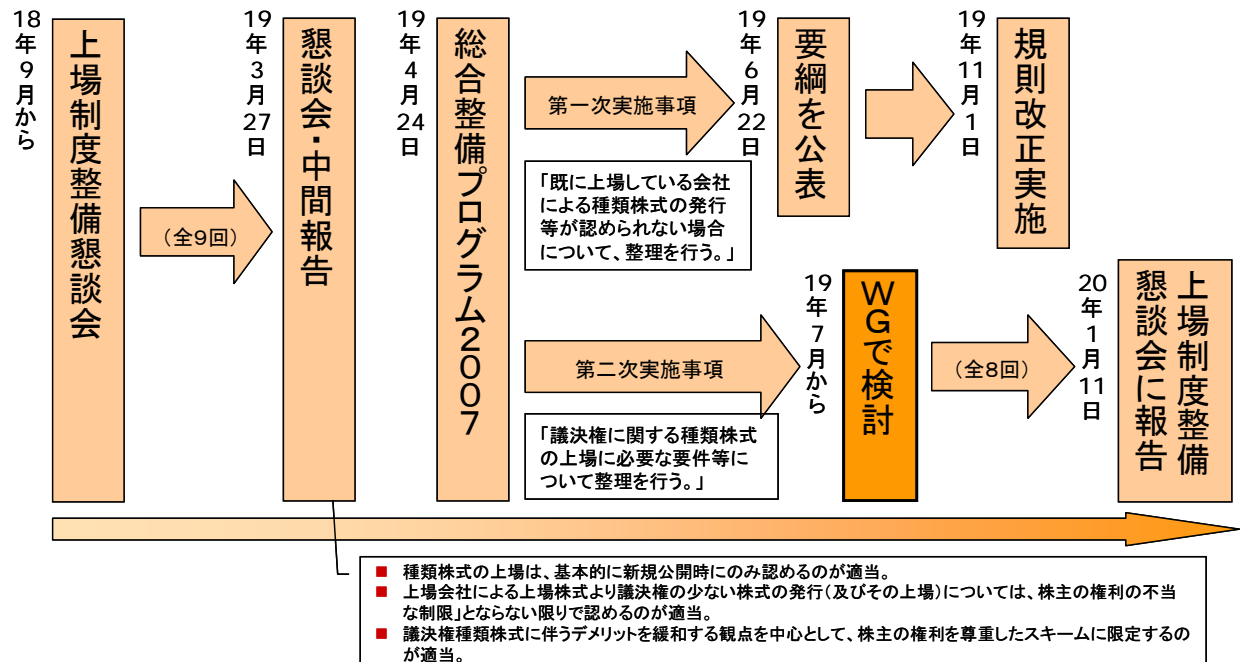 18年9月から
上場制度整備懇談会
（全9回）
19年3月27日
懇談会・中間報告
19年4月24日
総合整備プログラム2007
第一次実施事項
「既に上場している会社
による種類株式の発行
等が認められない場合
について、整理を行う。」
19年6月22日
要綱を公表
19年11月1日
規則改正実施
第二次実施事項
「議決権に関する種類株式
の上場に必要な要件等に
ついて整理を行う。」
19年7月から
WGで検討
（全8回）
20年1月11日
上場制度整備
懇談会に報告
■ 種類株式の上場は、基本的に新規公開時にのみ認めるのが適当。
■ 上場会社による上場株式より議決権の少ない株式の発行(及びその上場)については、株主の権利の不当
な制限」とならない限りで認めるのが適当。
■ 議決権種類株式に伴うデメリットを緩和する観点を中心として、株主の権利を尊重したスキームに限定するの
が適当。